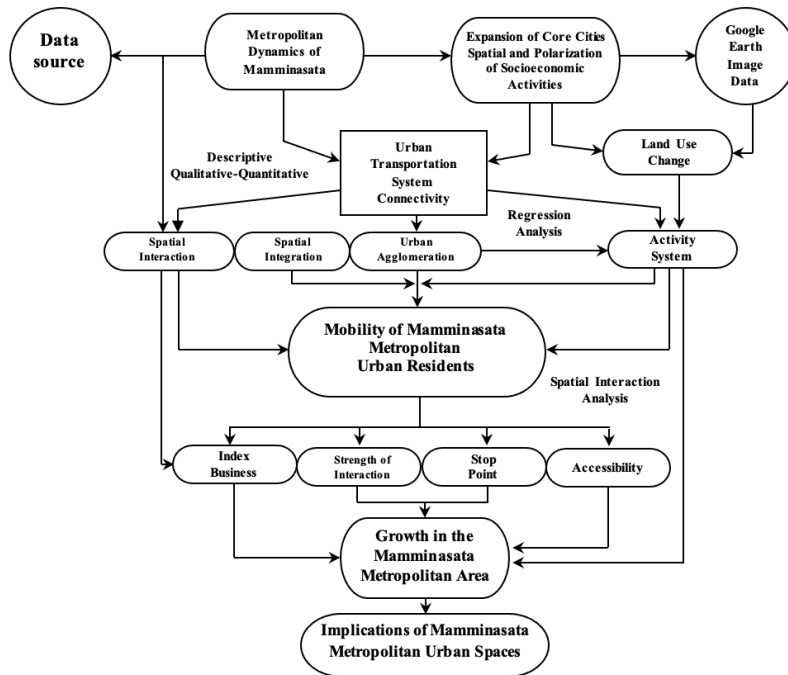 Data
source
Metropolitan
Dynamics of
Mamminasata
Expansion of Core Cities
Spatial and Polarization
of Socioeconomic
Activities
Google
Earth
Image
Data
Descriptive
Qualitative-Quantitative
Urban
Transportation
System
Connectivity
Land Use
Change
Regression
Analysis
Spatial
Interaction
Spatial
Integration
Urban
Agglomeration
Activity
System
Mobility of Mamminasata
Metropolitan
Urban Residents
Spatial Interaction
Analysis
Index
Business
Strength of
Interaction
Stop
Point
Accessibility
Growth in the
Mamminasata
Metropolitan Area
Implications of Mamminasata
Metropolitan Urban Spaces